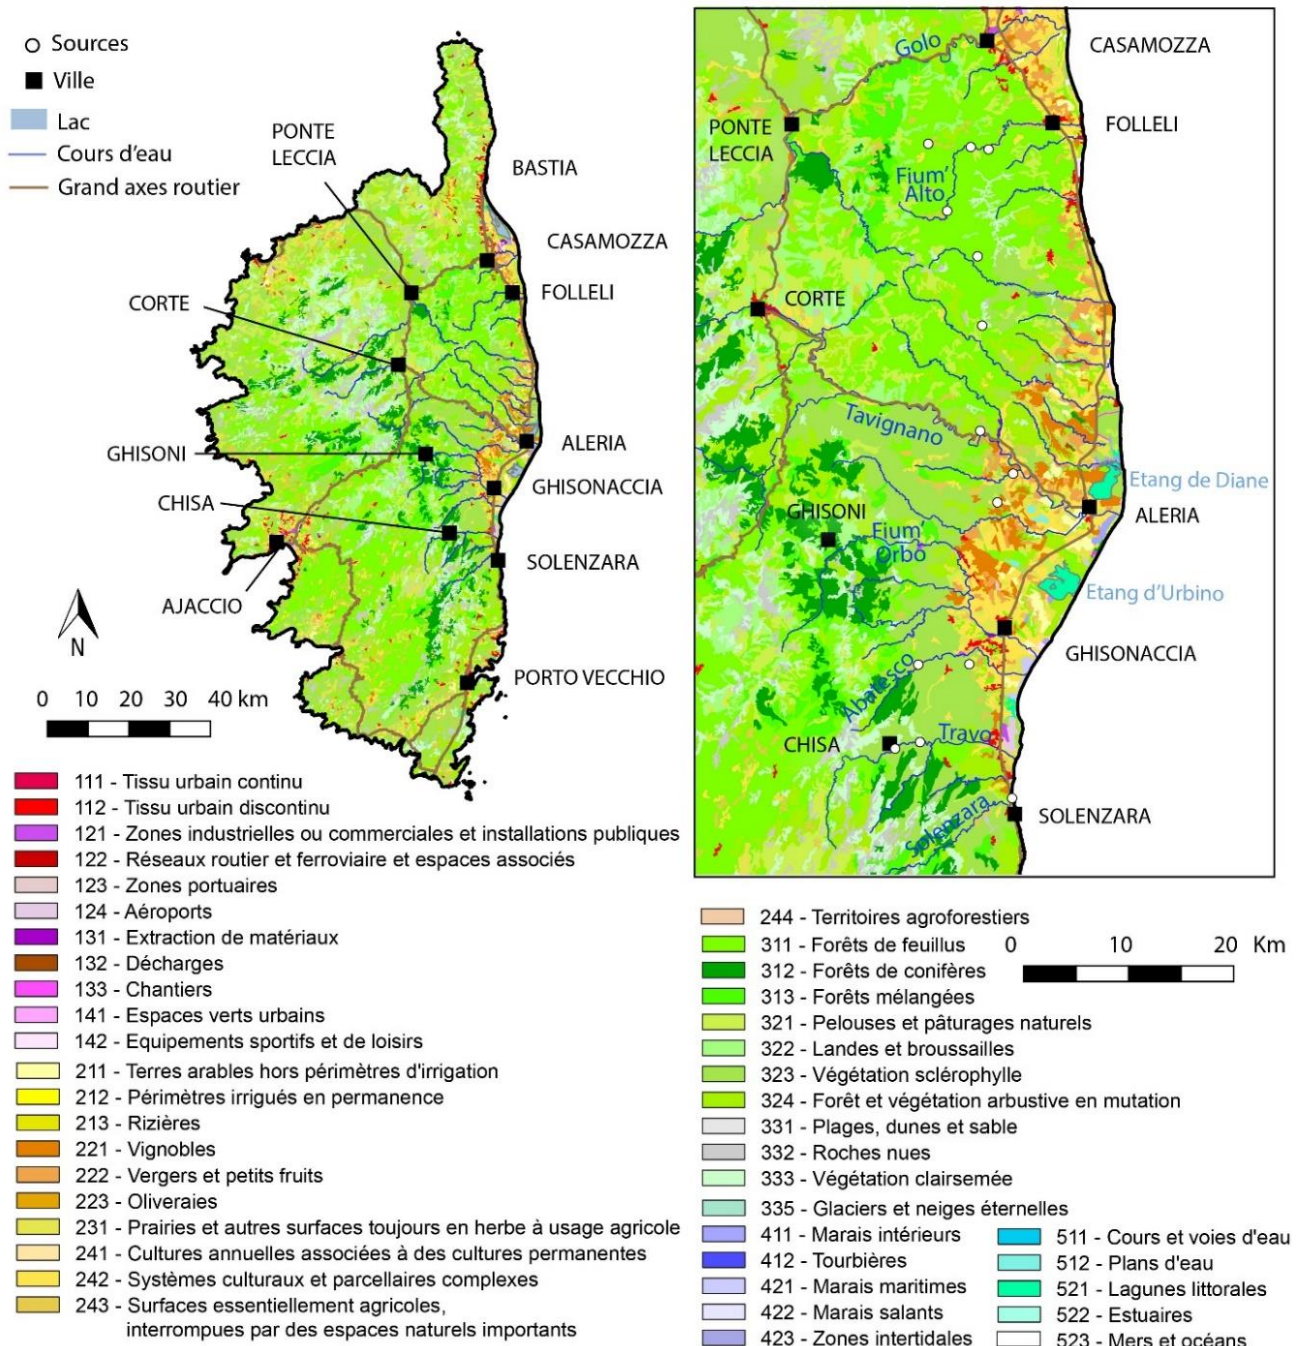 Sources
Ville
Lac
Cours d'eau
Grand axes routier
PONTE
LECCIA
BASTIA
CASAMOZZA
FOLLELI
CORTE
GHISONI
ALERIA
CHISA
GHISONACCIA
SOLENZARA
AJACCIO
PORTO VECCHIO
N
0 10 20 40 km
Golo
CASAMOZZA
PONTE
LECCIA
FOLLELI
Fium'
Alto
CORTE
Tavignano
Etang de Diane
GHISONI
ALERIA
Fium'
Orbo
Etang d'Urbino
GHISONACCIA
Abatesco
CHISA
Travo
Solenzara
SOLENZARA
111 - Tissu urbain continu
112 - Tissu urbain discontinu
121 - Zones industrielles ou commerciales et installations publiques
122 - Réseaux routier et ferroviaire et espaces associés
123 - Zones portuaires
124 - Aéroports
131 - Extraction de matériaux
132 - Décharges
133 - Chantiers
141 - Espaces verts urbains
142 - Equipements sportifs et de loisirs
211 - Terres arables hors périmètres d'irrigation
212 - Périmètres irrigués en permanence
213 - Rizières
221 - Vignobles
222 - Vergers et petits fruits
223 - Oliveraies
231 - Prairies et autres surfaces toujours en herbe à usage agricole
241 - Cultures annuelles associées à des cultures permanentes
242 - Systèmes culturaux et parcellaires complexes
243 - Surfaces essentiellement agricoles,
interrompues par des espaces naturels importants
244 - Territoires agroforestiers
311 - Forêts de feuillus
312 - Forêts de conifères
313 - Forêts mélangées
321 - Pelouses et pâturages naturels
322 - Landes et broussailles
323 - Végétation sclérophylle
324 - Forêt et végétation arbustive en mutation
331 - Plages, dunes et sable
332 - Roches nues
333 - Végétation clairsemée
335 - Glaciers et neiges éternelles
411 - Marais intérieurs
412 - Tourbières
421 - Marais maritimes
422 - Marais salants
423 - Zones intertidales
0 10 20 Km
511 - Cours et voies d'eau
512 - Plans d'eau
521 - Lagunes littorales
522 - Estuaires
523 - Mers et océans